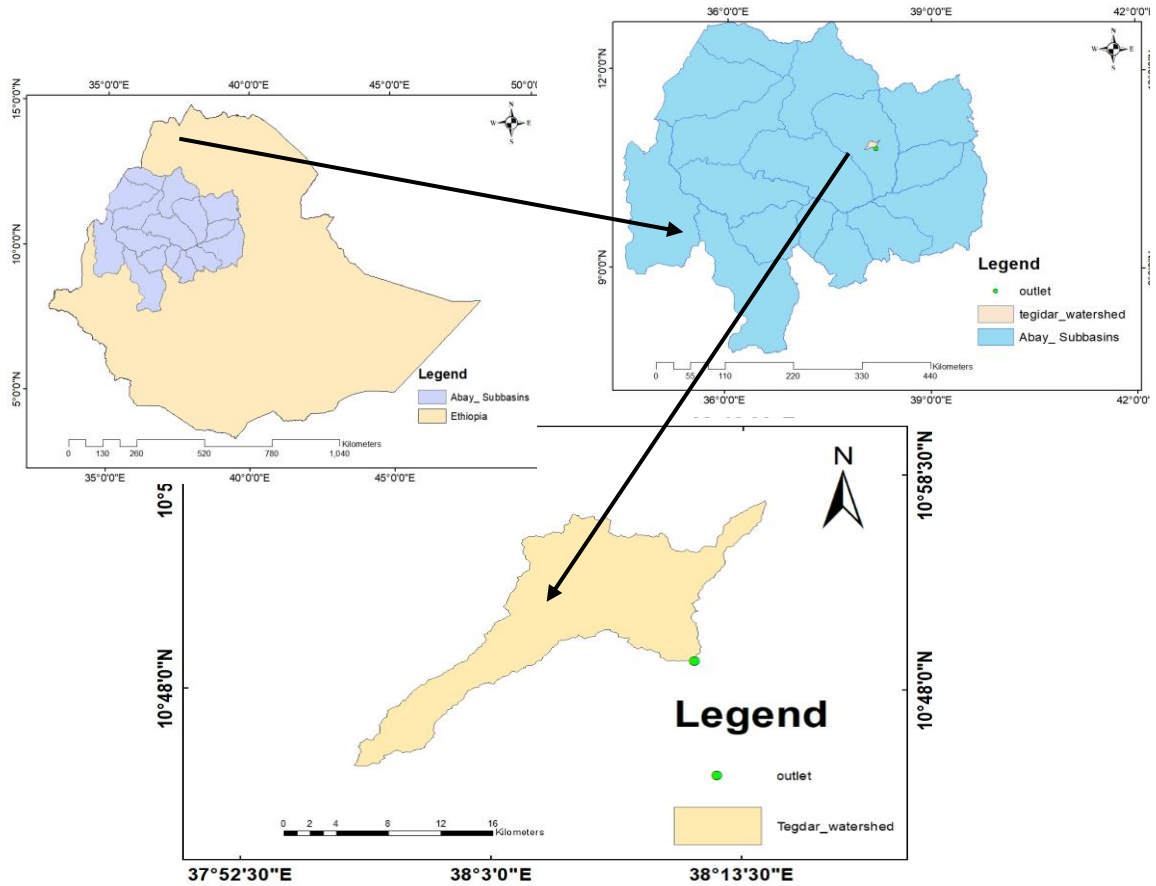 35°0'0"E 40°0'0"E 45°0'0"E 50°0'0"
15°0'0"N
10°0'0"N
5°0'0"N
N
W E
S
Legend
Abay_ Subbasins
Ethiopia
Kilometers
0 130 260 520 780 1,040
35°0'0"E 40°0'0"E 45°0'0"E
36°0'0"E 39°0'0"E 42°0'0"E
12°0'0"N
9°0'0"N
N
W E
S
Legend
outlet
tegidar_watershed
Abay_ Subbasins
Kilometers
0 55 110 220 330 440
36°0'0"E 39°0'0"E 42°0'0"E
10°5
10°58'30"N
N
10°48'0"N
10°48'0"N
Legend
outlet
Tegdar_watershed
0 2 4 8 12 16
Kilometers
37°52'30"E 38°3'0"E 38°13'30"E